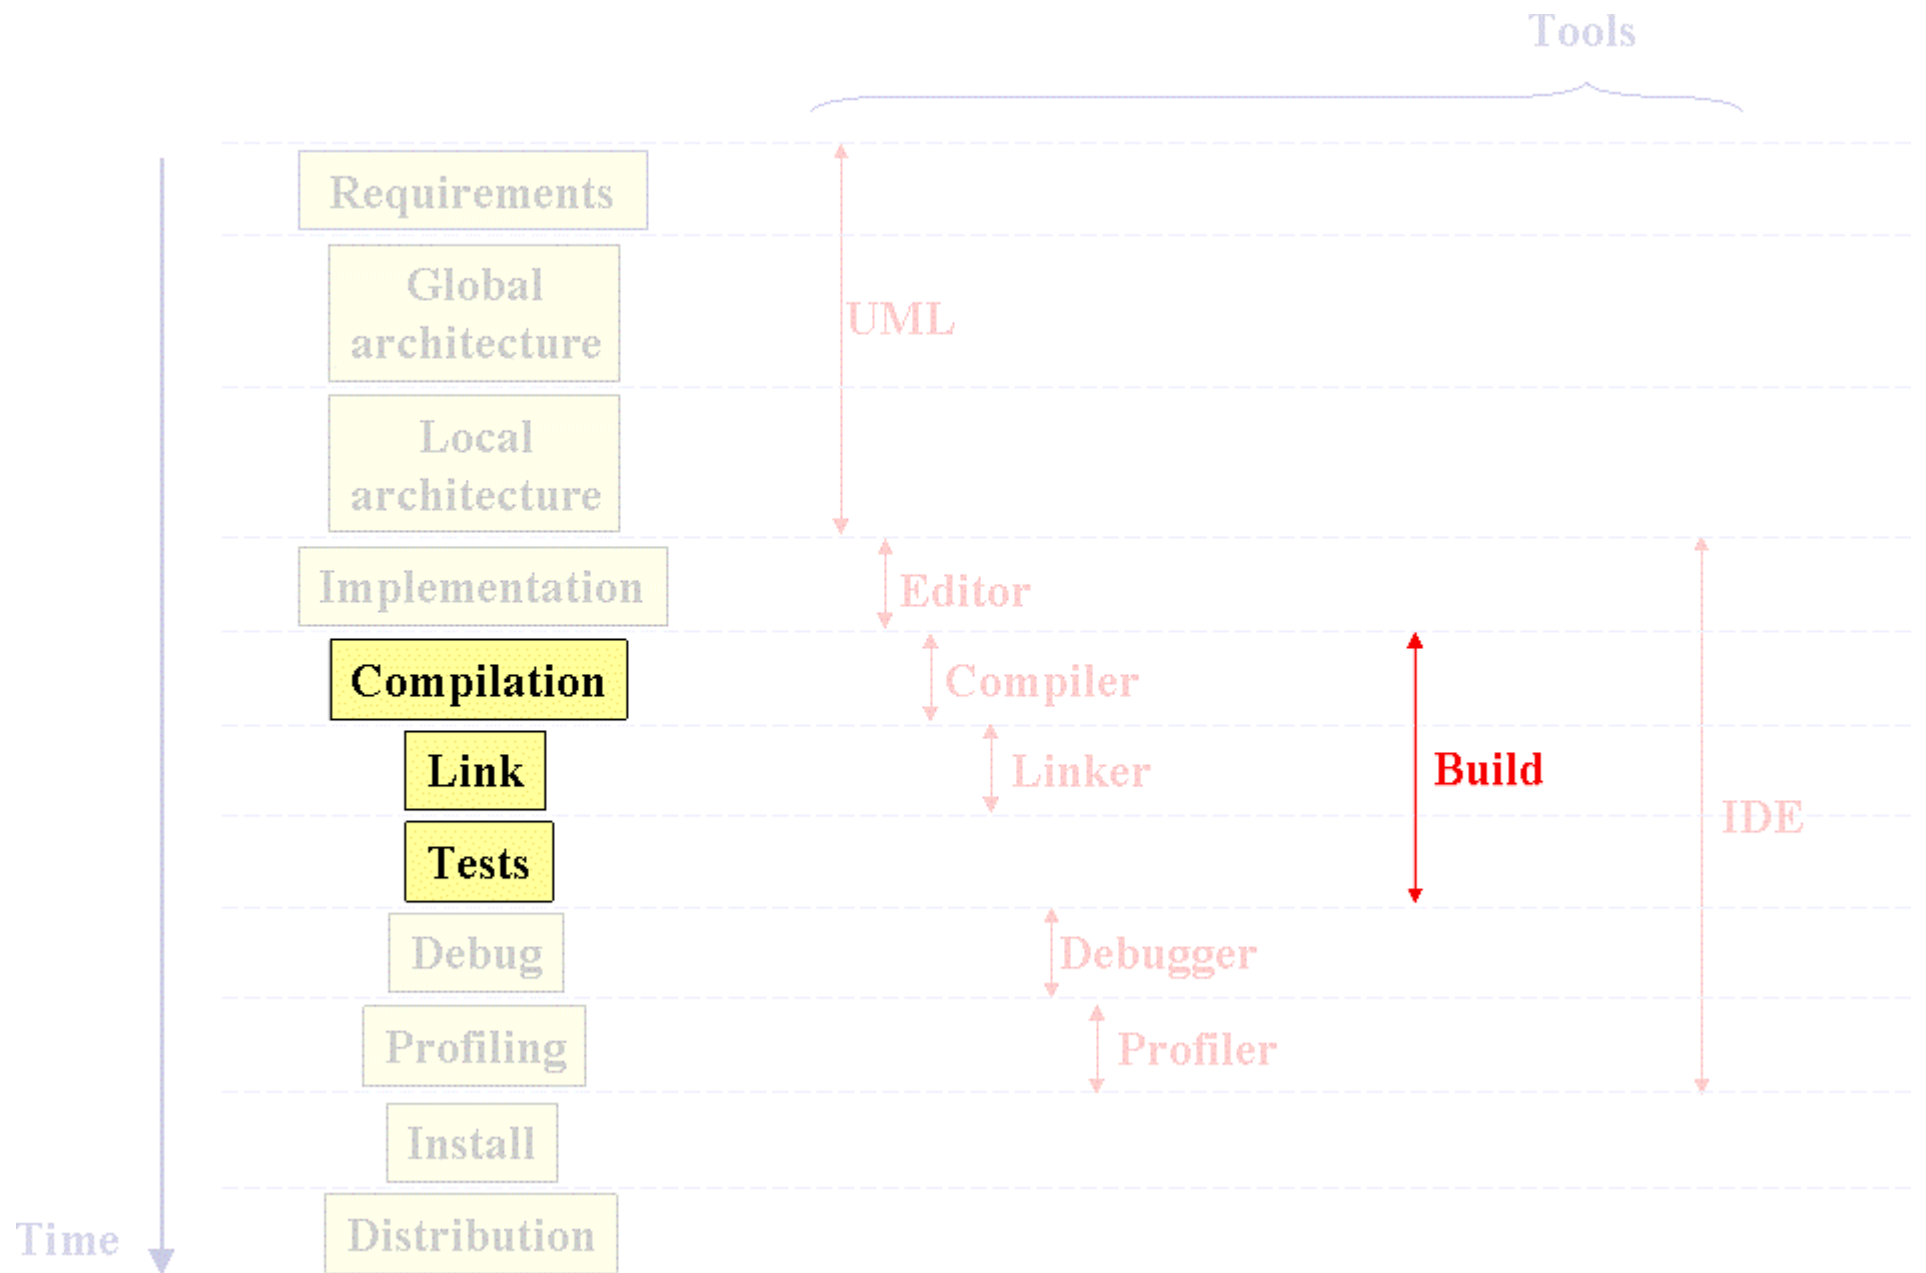 Tools
Requirements
Global
architecture
UML
Local
architecture
Implementation
Editor
Compilation
Compiler
Link
Linker
Build
IDE
Tests
Debug
Debugger
Profiling
Profiler
Install
Time
Distribution